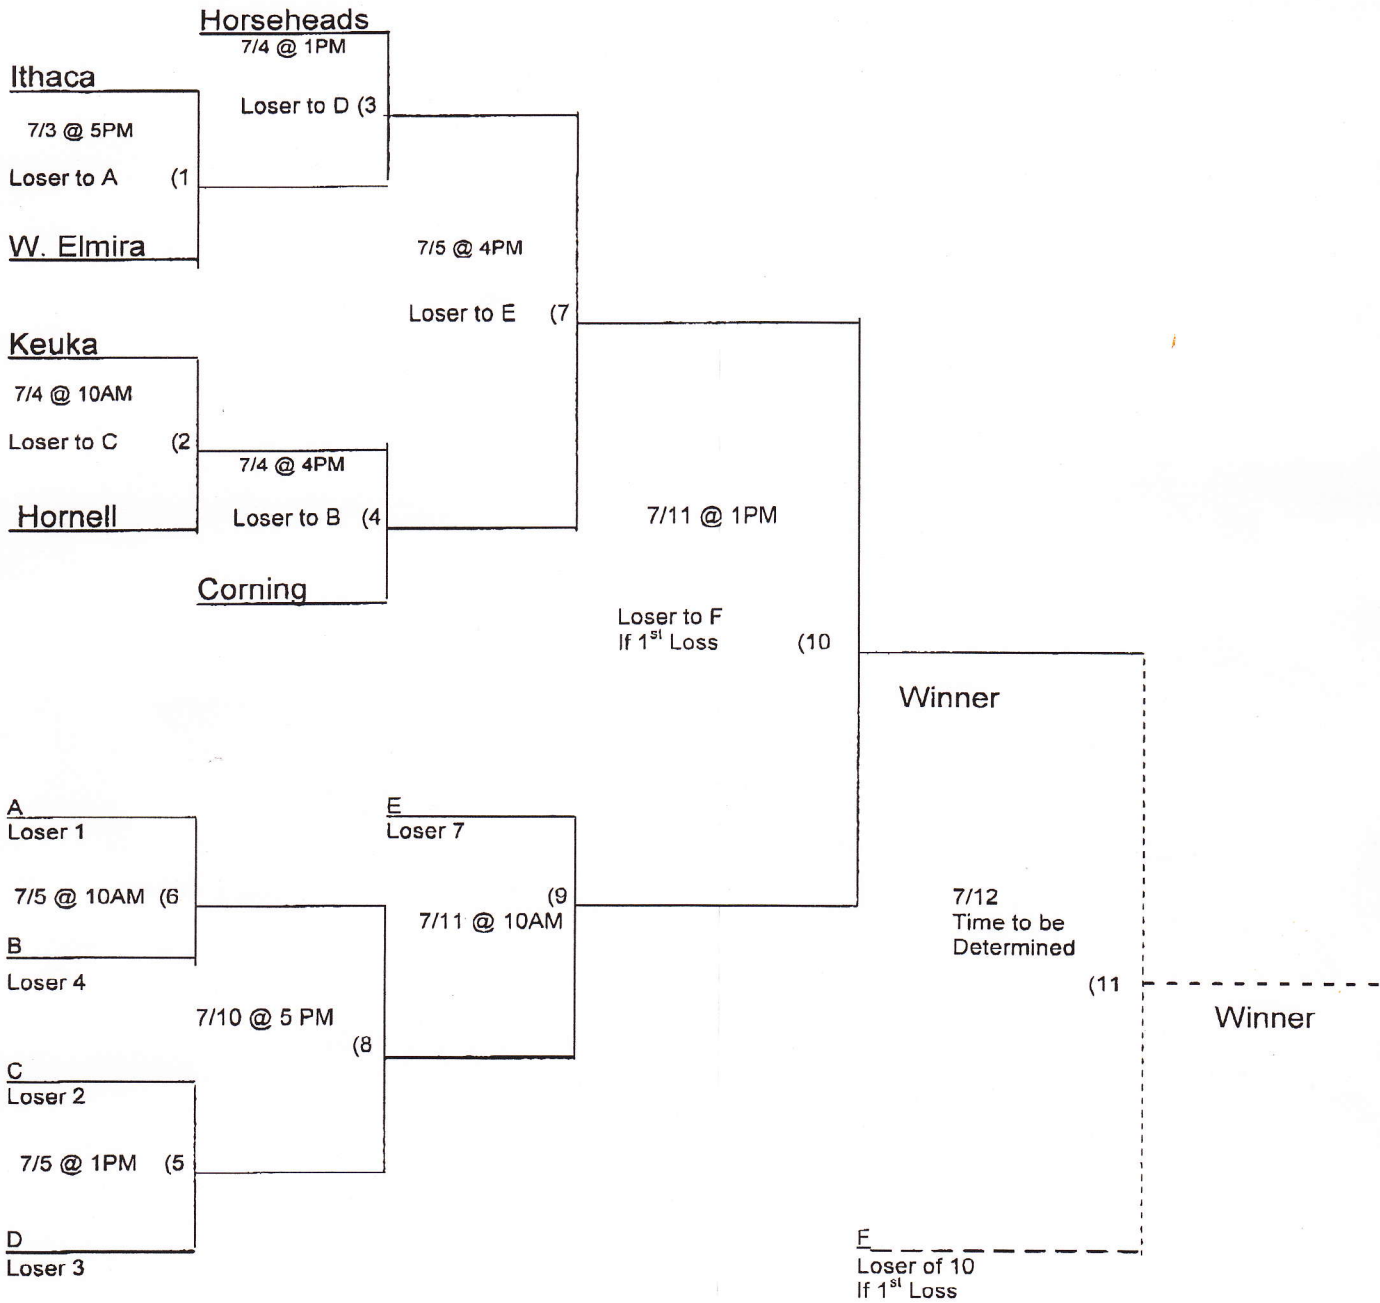 Horseheads
7/4 @ 1PM
Ithaca
Loser to D (3
7/3 @ 5PM
Loser to A (1
W. Elmira
7/5 @ 4PM
Loser to E (7
Keuka
7/4 @ 10AM
Loser to C (2
7/4 @ 4PM
Hornell
Loser to B (4
7/11 @ 1PM
Corning
Loser to F
If 1st Loss (10
Winner
A
Loser 1
E
Loser 7
7/5 @ 10AM (6
(9
7/11 @ 10AM
7/12
Time to be
Determined
B
Loser 4
(11
7/10 @ 5 PM
(8
Winner
C
Loser 2
7/5 @ 1PM (5
D
Loser 3
F
Loser of 10
If 1st Loss